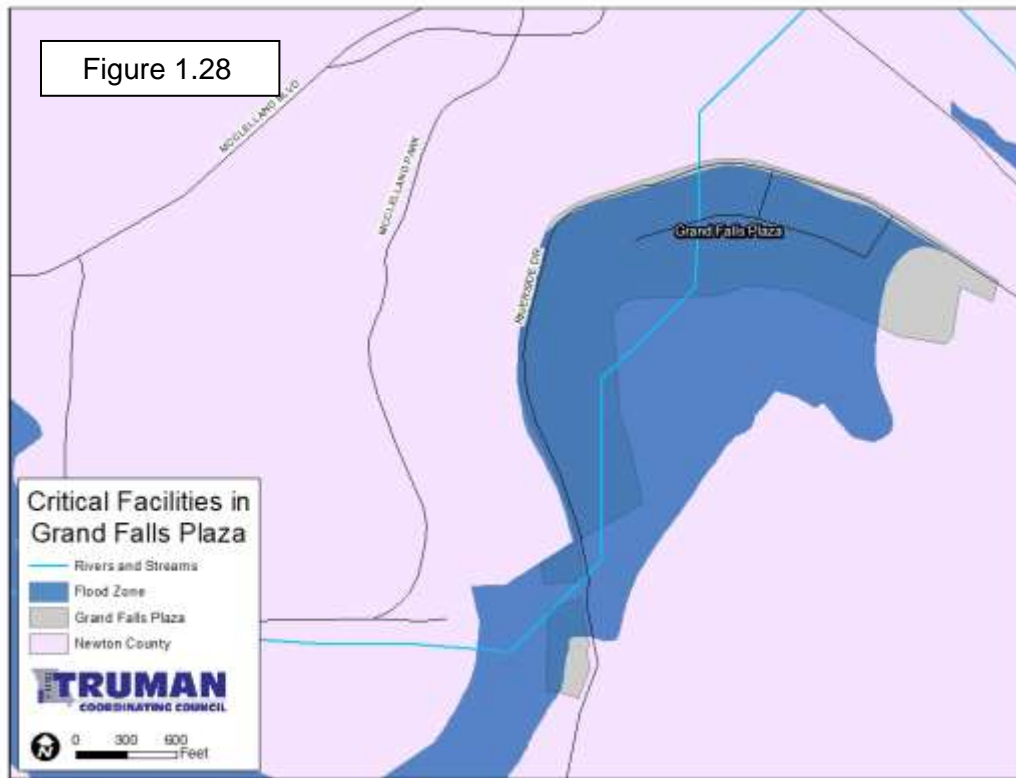 Figure 1.28
MCCLELLAND BLVD
MCCLELLAND PARK
RIVERSIDE DR
Grand Falls Plaza
Critical Facilities in
Grand Falls Plaza
Rivers and Streams
Flood Zone
Grand Falls Plaza
Newton County
TRUMAN
COORDINATING COUNCIL
N
0 300 600
Feet